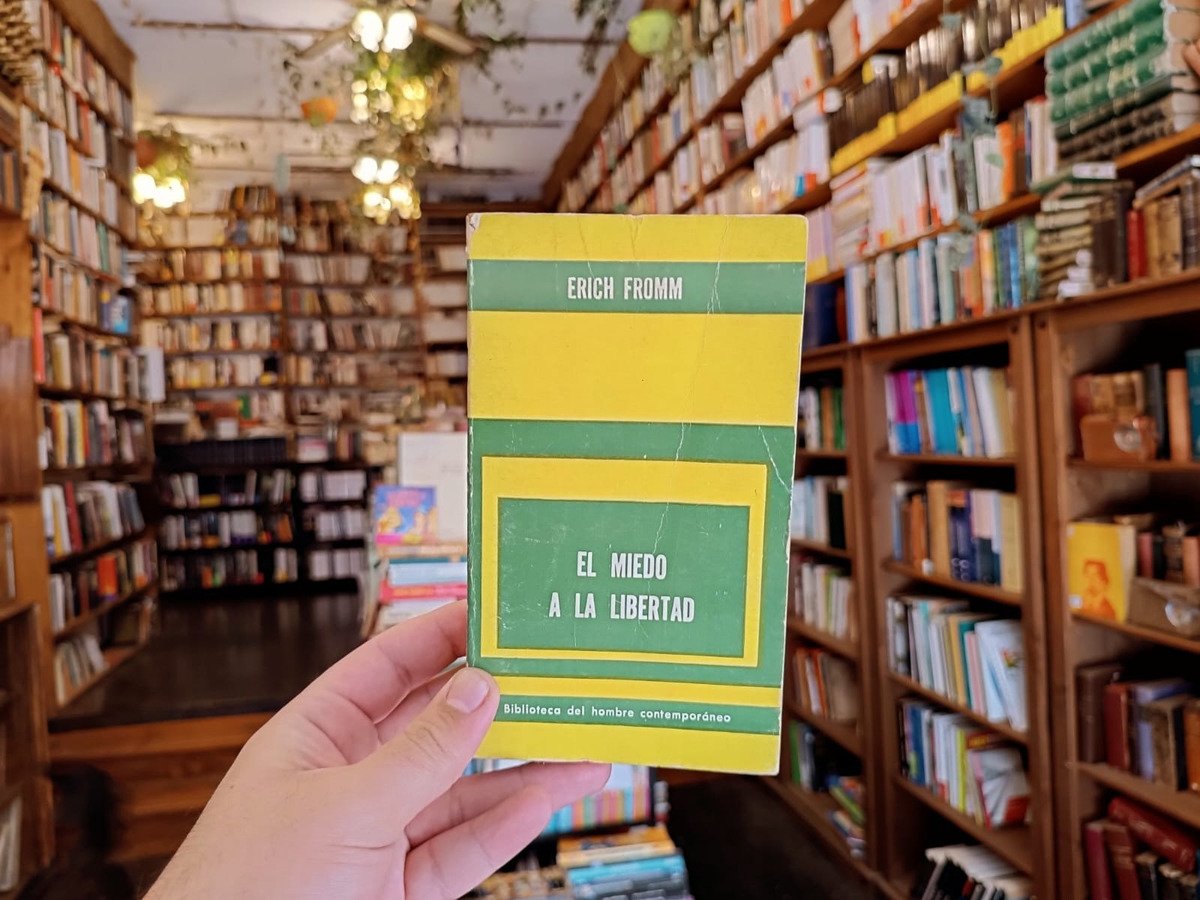 ERICH FROMM
EL MIEDO
A LA LIBERTAD
Biblioteca del hombre contemporáneo